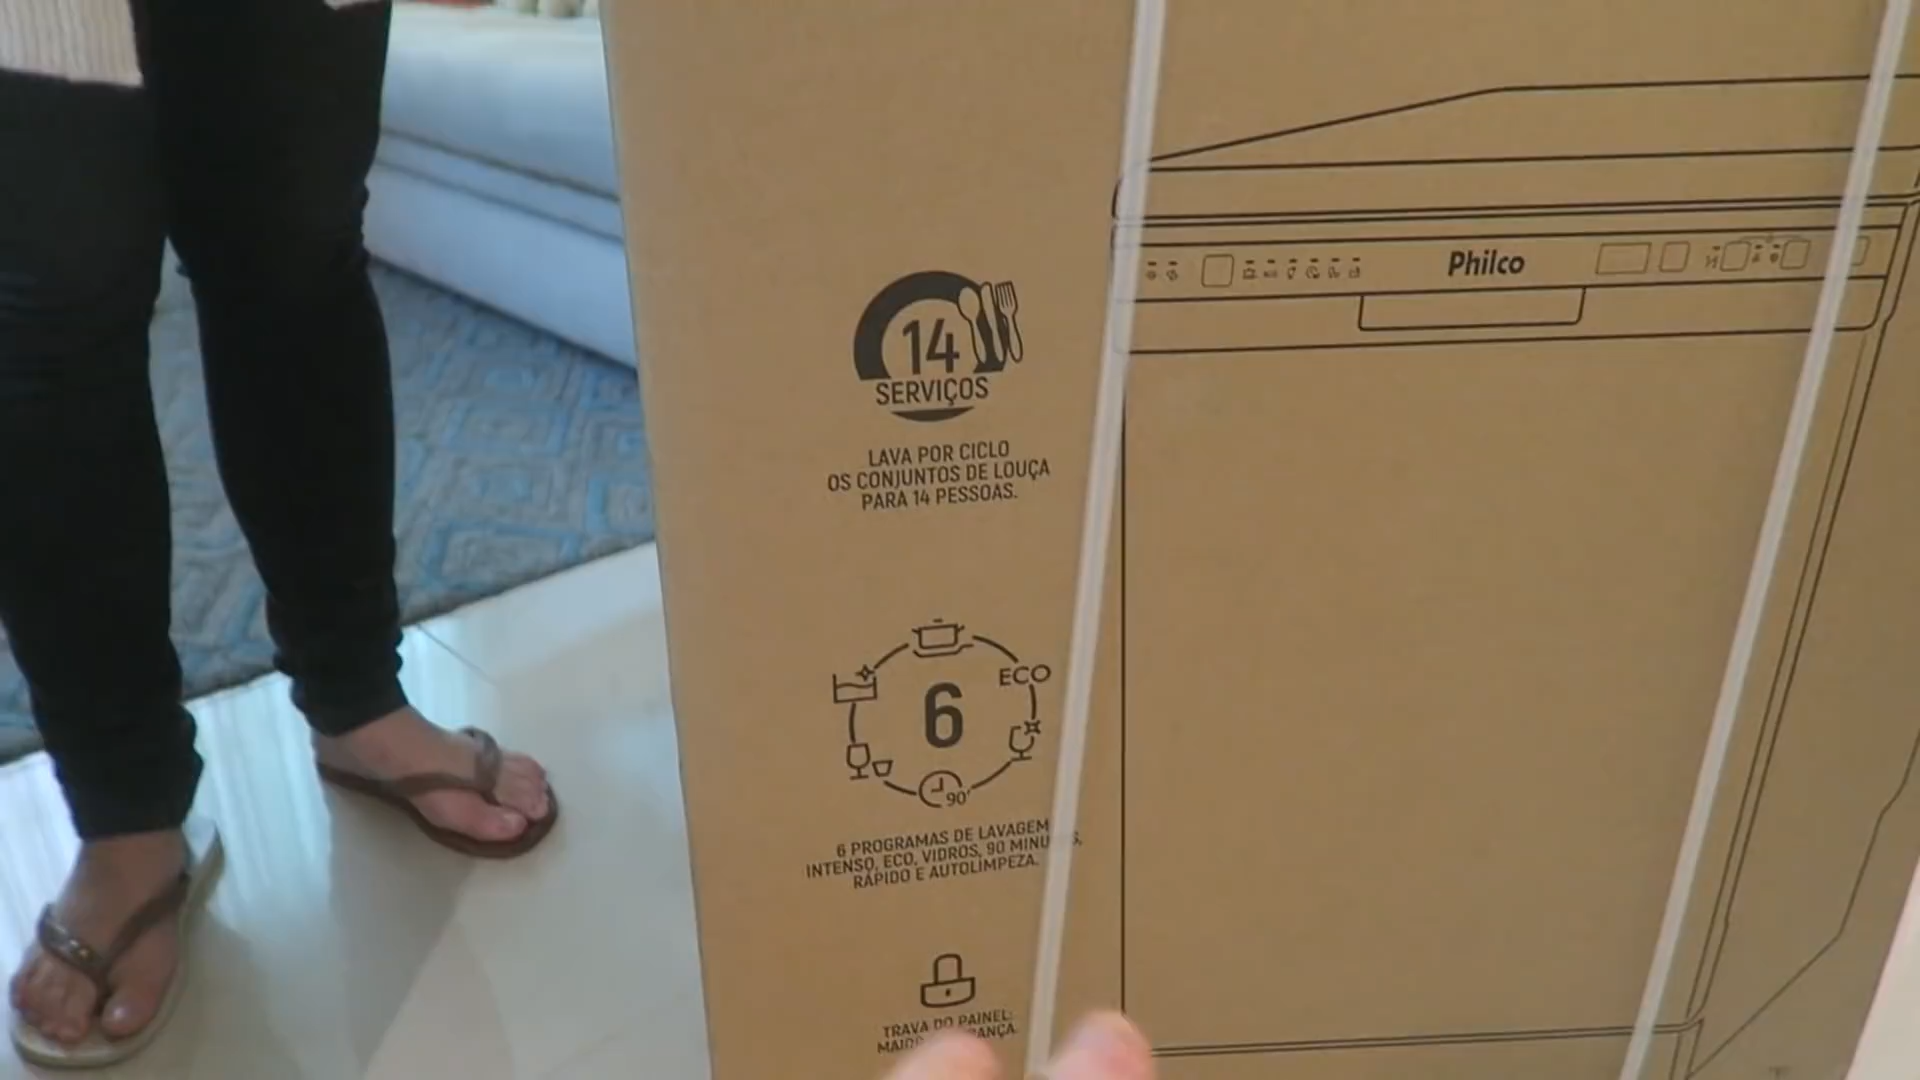 14
SERVIÇOS
LAVA POR CICLO
OS CONJUNTOS DE LOUÇA
PARA 14 PESSOAS.
Philco
ECO
6
90'
6 PROGRAMAS DE LAVAGEM
INTENSO, ECO, VIDROS, 90
RÁPIDO E AUTOLIMPEZA.
TRAVA DO PAINEL: